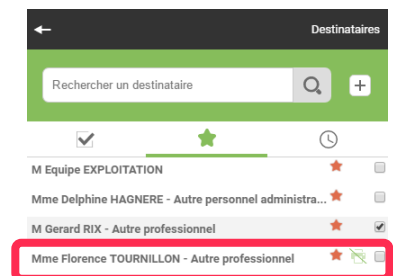 Destinataires
Rechercher un destinataire
M Equipe EXPLOITATION
Mme Delphine HAGNERE - Autre personnel administra...
M Gerard RIX - Autre professionnel
Mme Florence TOURNILLON - Autre professionnel